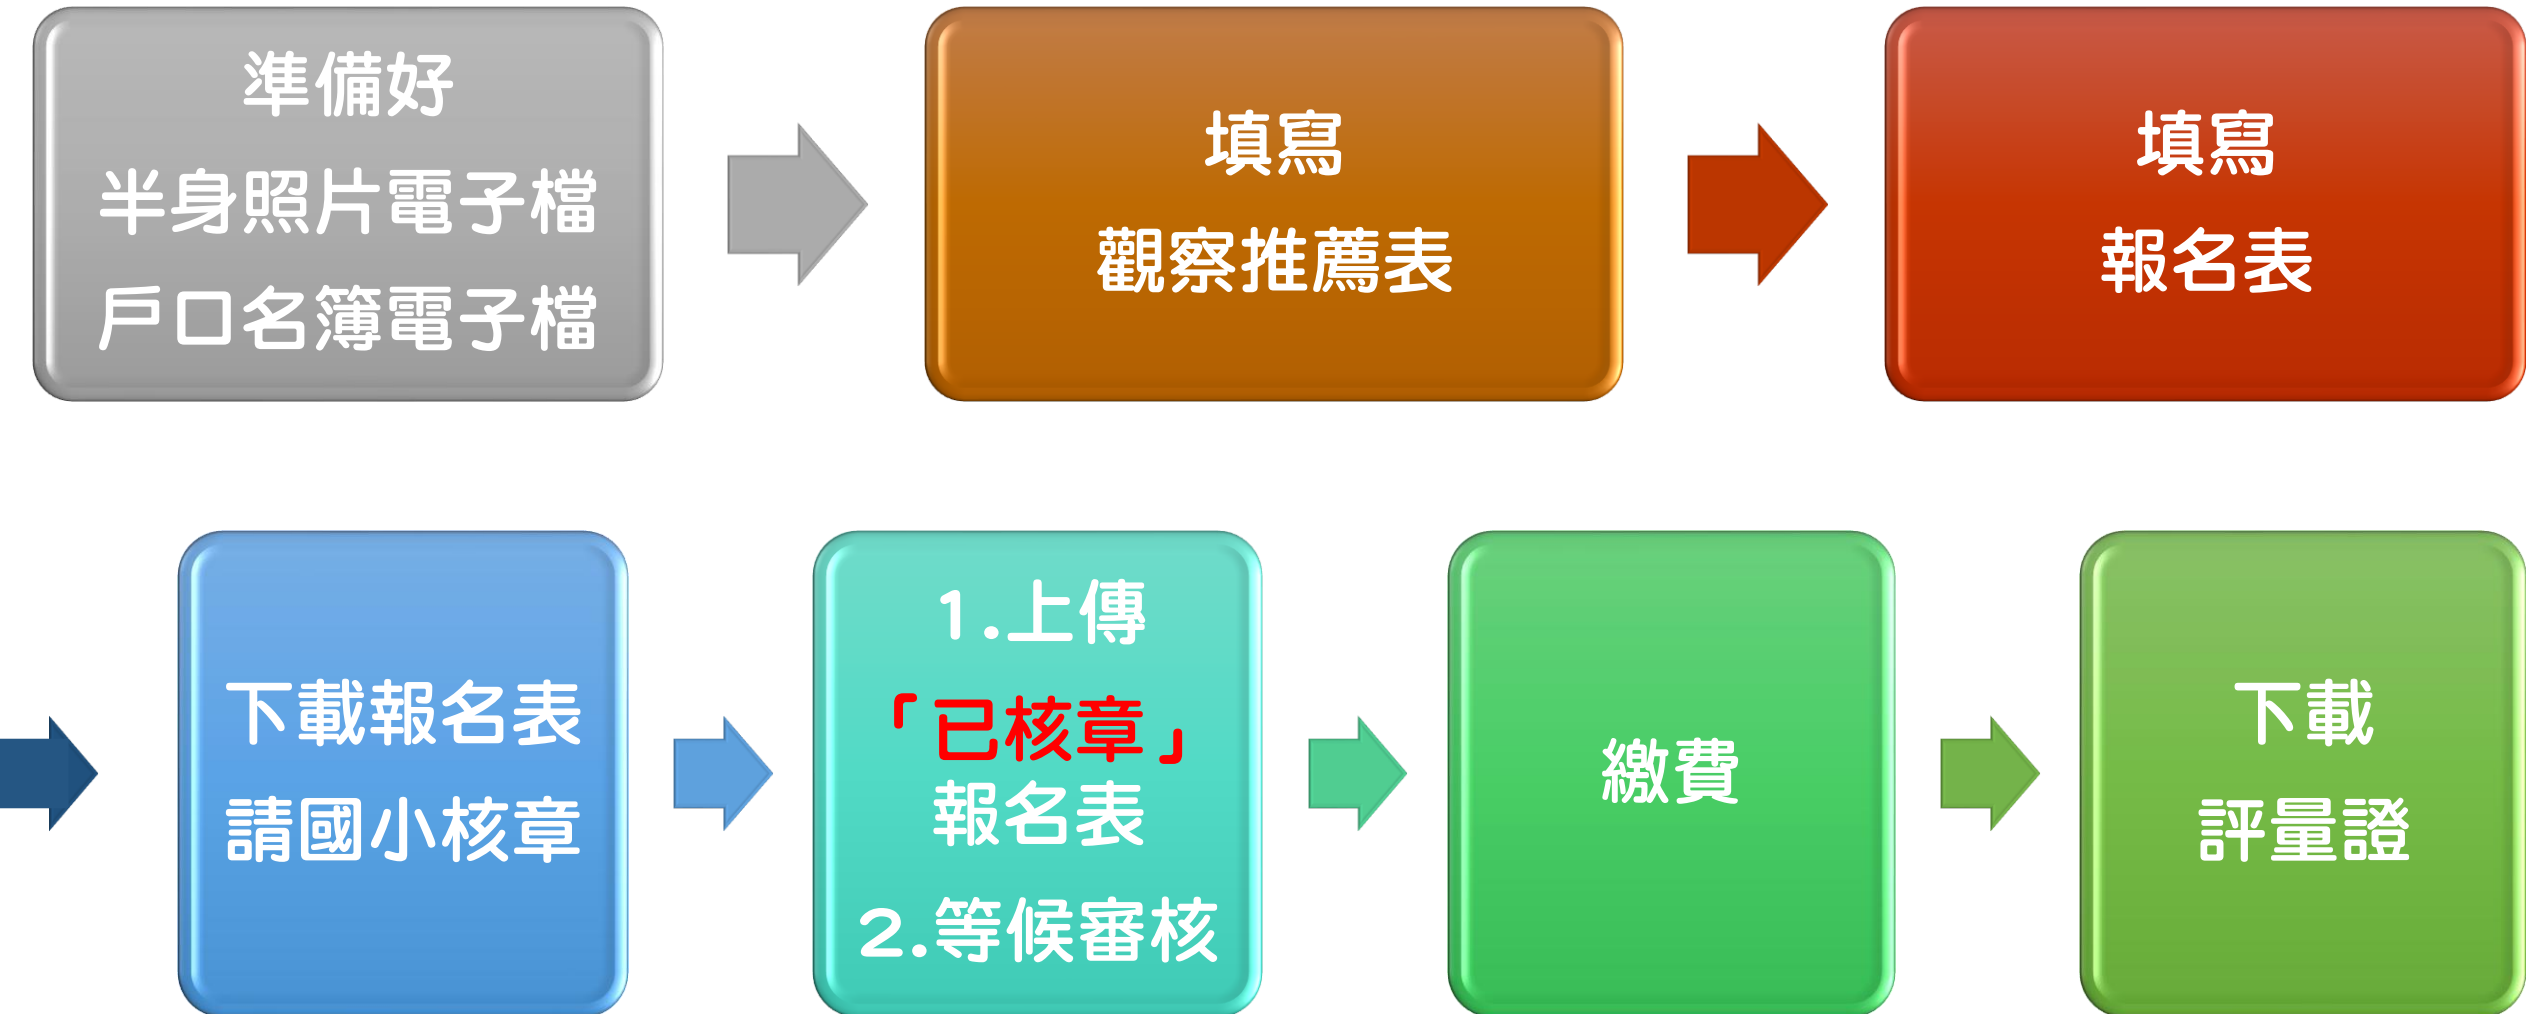 準備好
半身照片電子檔
戶口名簿電子檔
填寫
觀察推薦表
填寫
報名表
下載報名表
請國小核章
1.上傳
「已核章」
報名表
2.等候審核
繳費
下載
評量證